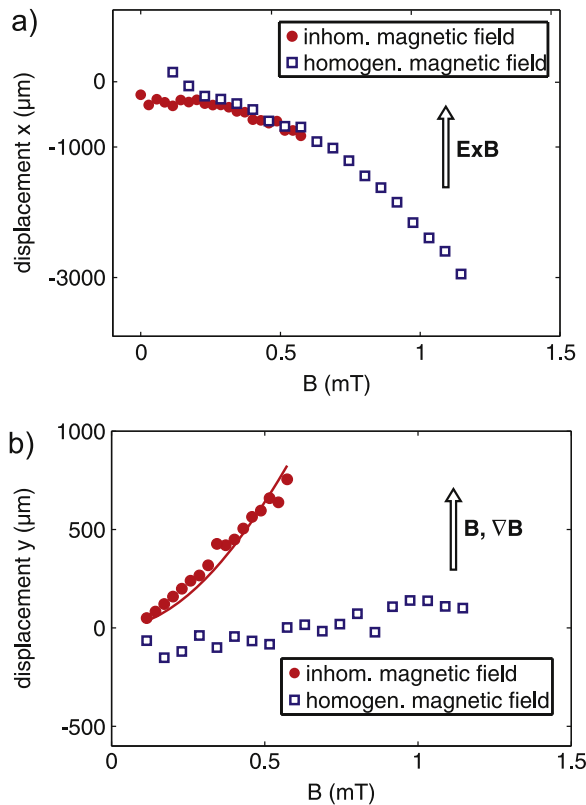 a)
inhom. magnetic field
homogen. magnetic field
0
-1000
-3000
displacement x (μm)
ExB
0
0.5
1
1.5
B (mT)
b)
1000
500
0
-500
displacement y (μm)
B, ∇B
inhom. magnetic field
homogen. magnetic field
0
0.5
1
1.5
B (mT)